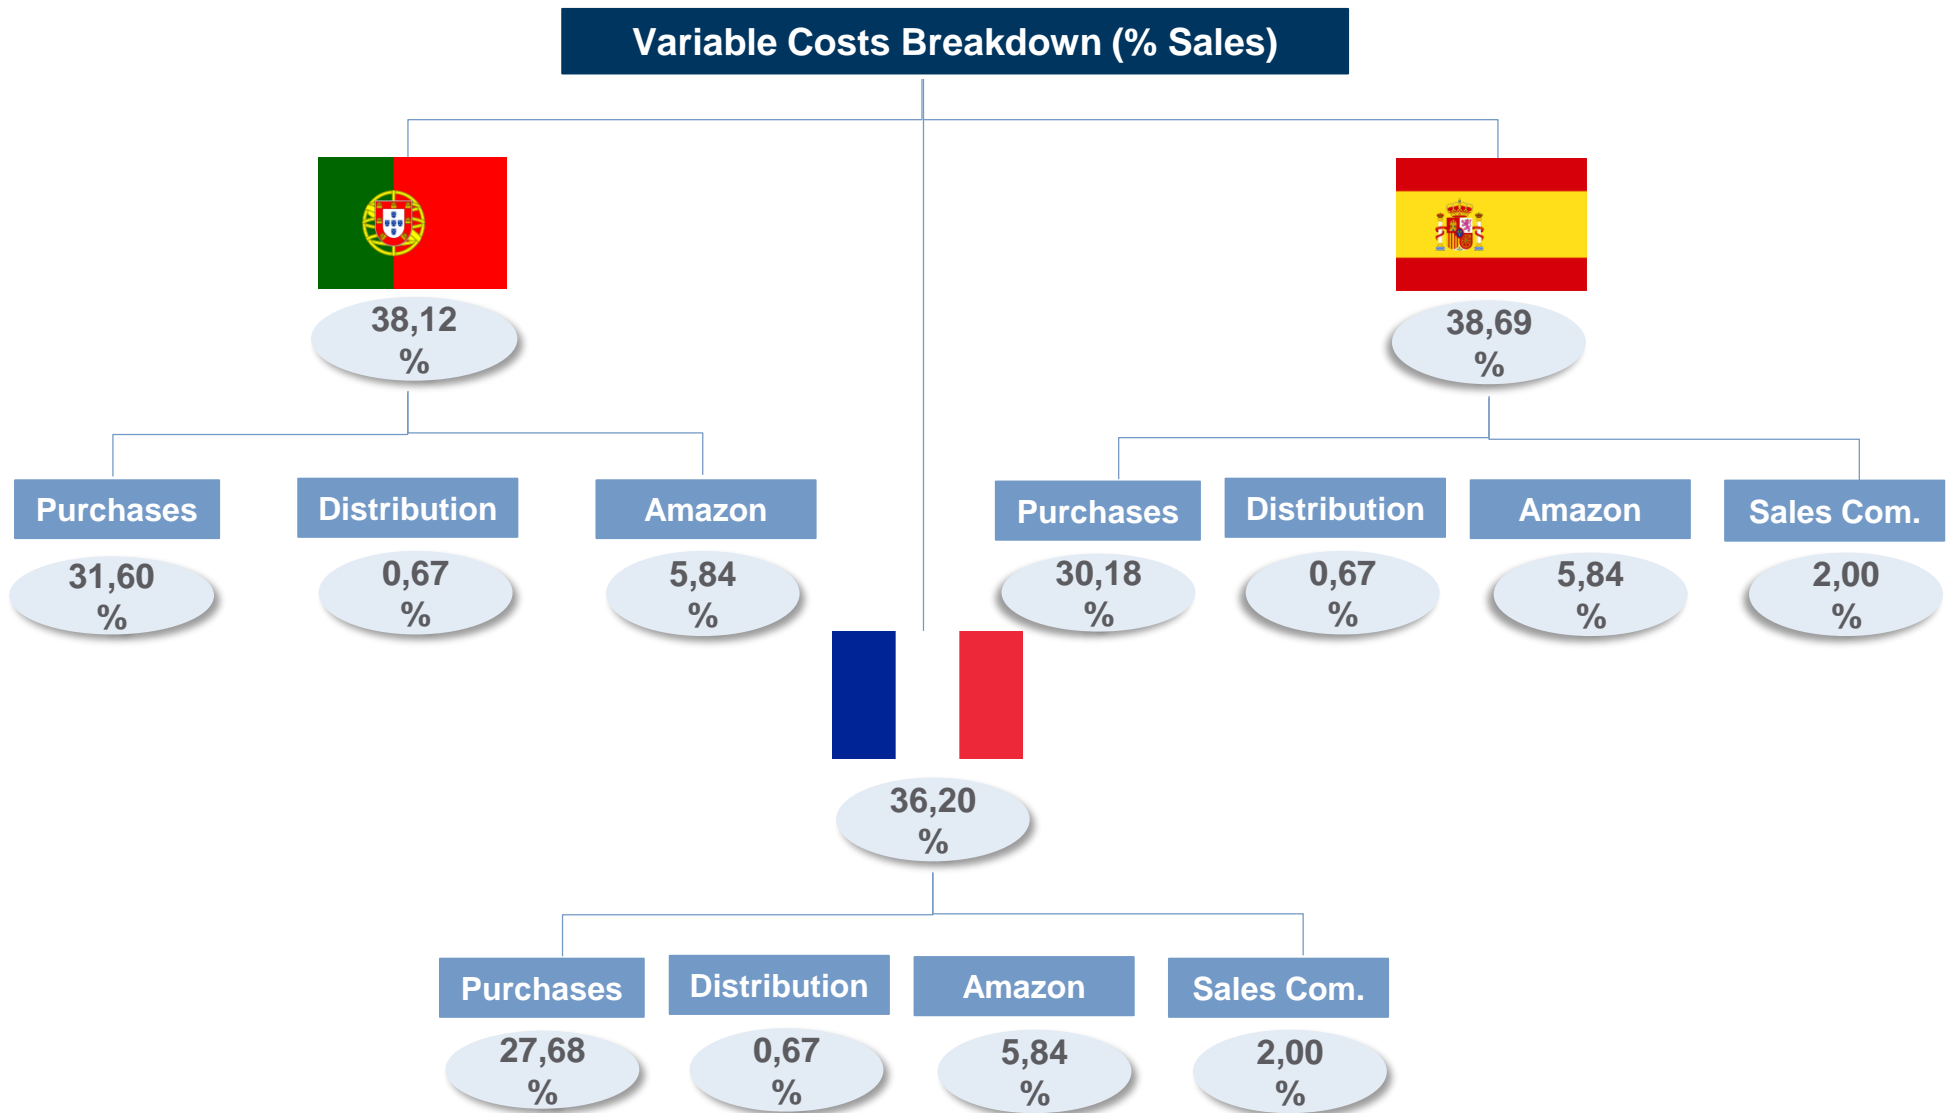 Variable Costs Breakdown (% Sales)
38,12
%
38,69
%
Purchases
Distribution
Amazon
31,60
%
0,67
%
5,84
%
Purchases
Distribution
Amazon
Sales Com.
30,18
%
0,67
%
5,84
%
2,00
%
36,20
%
Purchases
Distribution
Amazon
Sales Com.
27,68
%
0,67
%
5,84
%
2,00
%